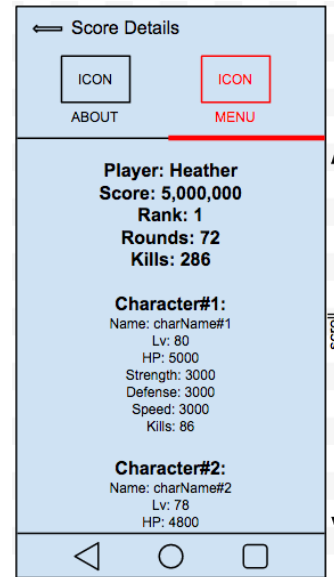 Score Details
ICON
ICON
ABOUT
MENU
Player: Heather
Score: 5,000,000
Rank: 1
Rounds: 72
Kills: 286
Character#1:
Name: charName#1
Lv: 80
HP: 5000
Strength: 3000
Defense: 3000
Speed: 3000
Kills: 86
Character#2:
Name: charName#2
Lv: 78
HP: 4800
scroll